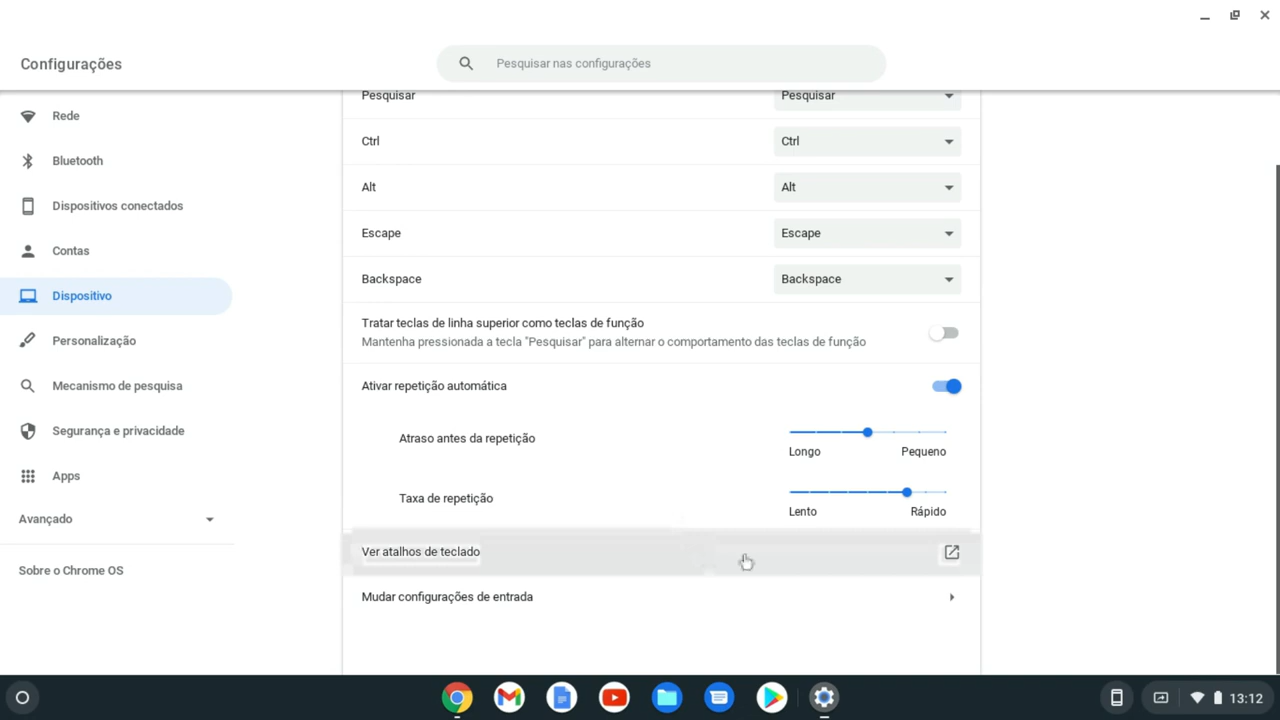 Configurações
Pesquisar nas configurações
Rede
Bluetooth
Dispositivos conectados
Contas
Dispositivo
Personalização
Mecanismo de pesquisa
Segurança e privacidade
Apps
Avançado
Sobre o Chrome OS
Pesquisar Pesquisar
Ctrl Ctrl
Alt Alt
Escape Escape
Backspace Backspace
Tratar teclas de linha superior como teclas de função
Mantenha pressionada a tecla "Pesquisar" para alternar o comportamento das teclas de função
Ativar repetição automática
Atraso antes da repetição
Longo Pequeno
Taxa de repetição
Lento Rápido
Ver atalhos de teclado
Mudar configurações de entrada
13:12